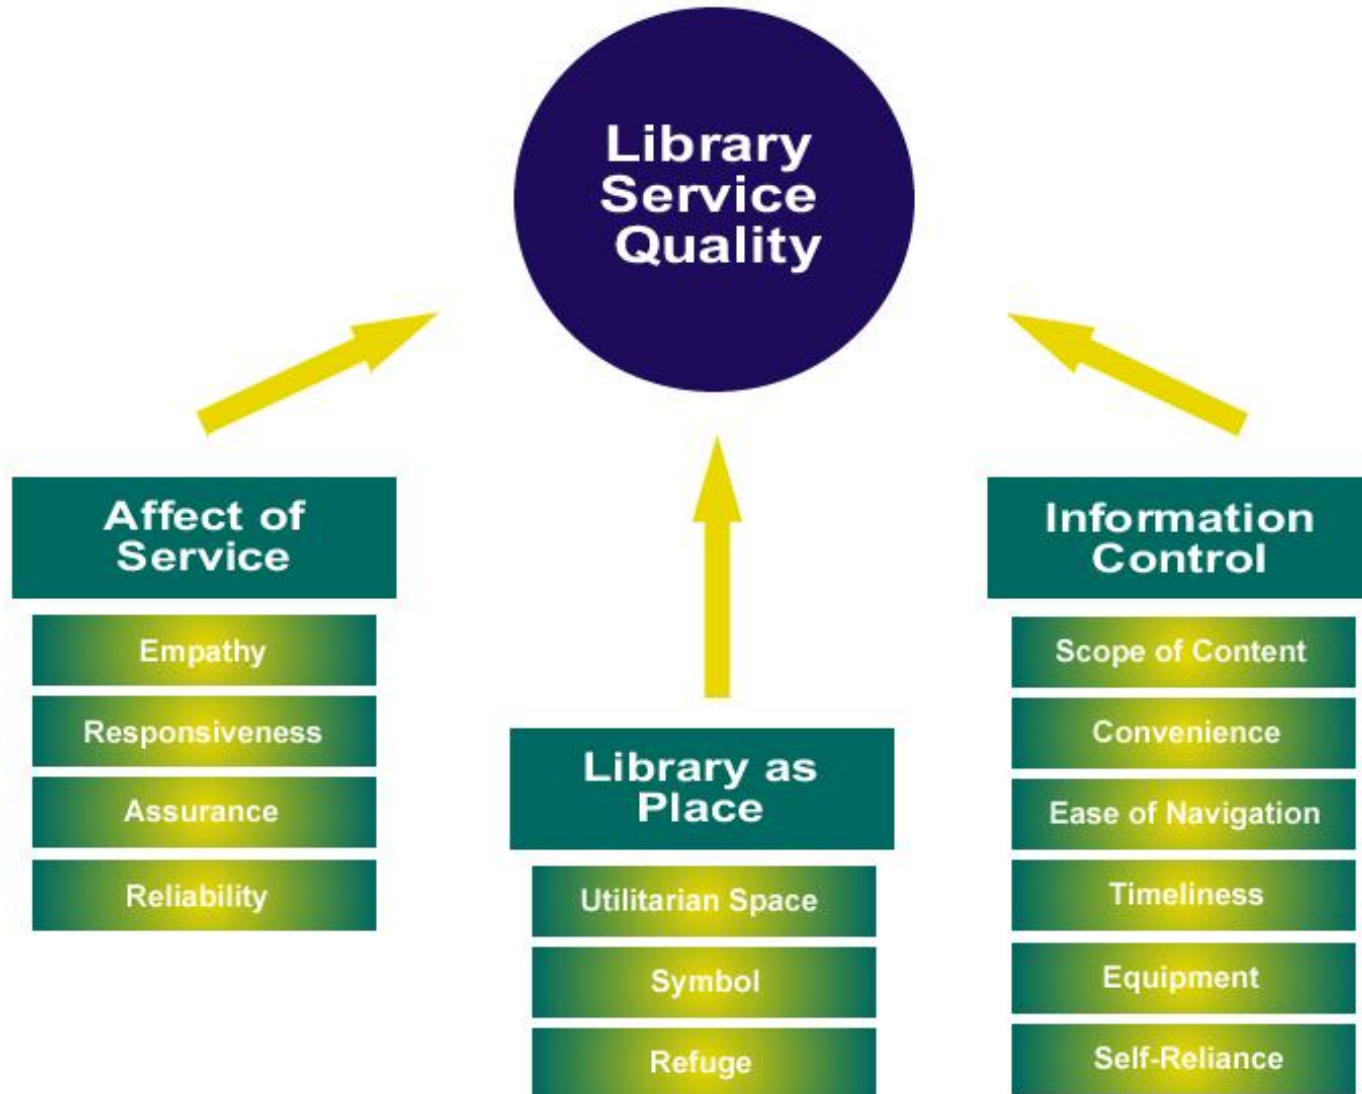 Library
Service
Quality
Affect of
Service
Empathy
Responsiveness
Assurance
Reliability
Library as
Place
Utilitarian Space
Symbol
Refuge
Information
Control
Scope of Content
Convenience
Ease of Navigation
Timeliness
Equipment
Self-Reliance